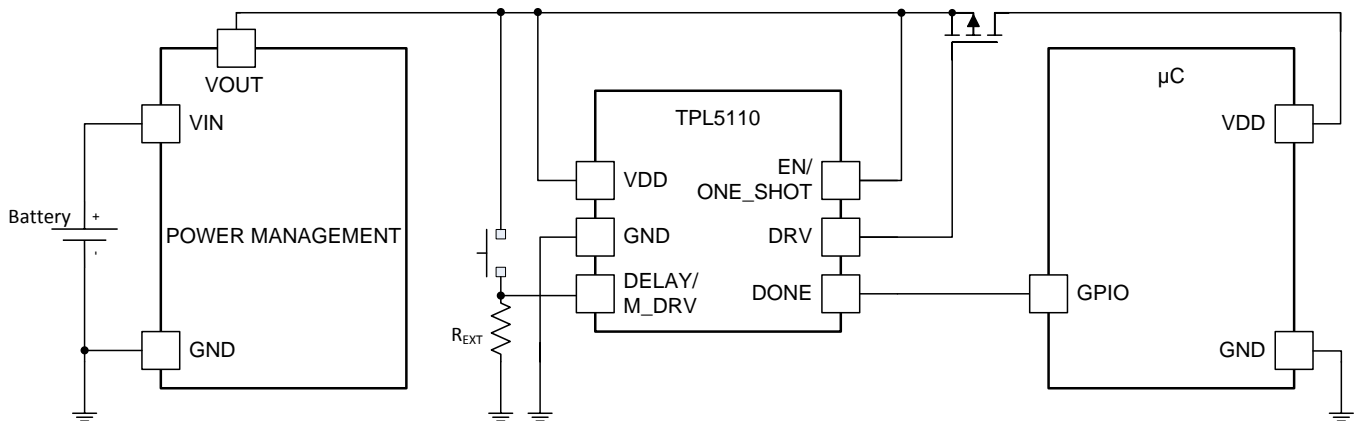 VOUT
VIN
Battery
+
-
POWER MANAGEMENT
GND
TPL5110
VDD
GND
DELAY/
M_DRV
EN/
ONE_SHOT
DRV
DONE
REXT
µC
VDD
GPIO
GND